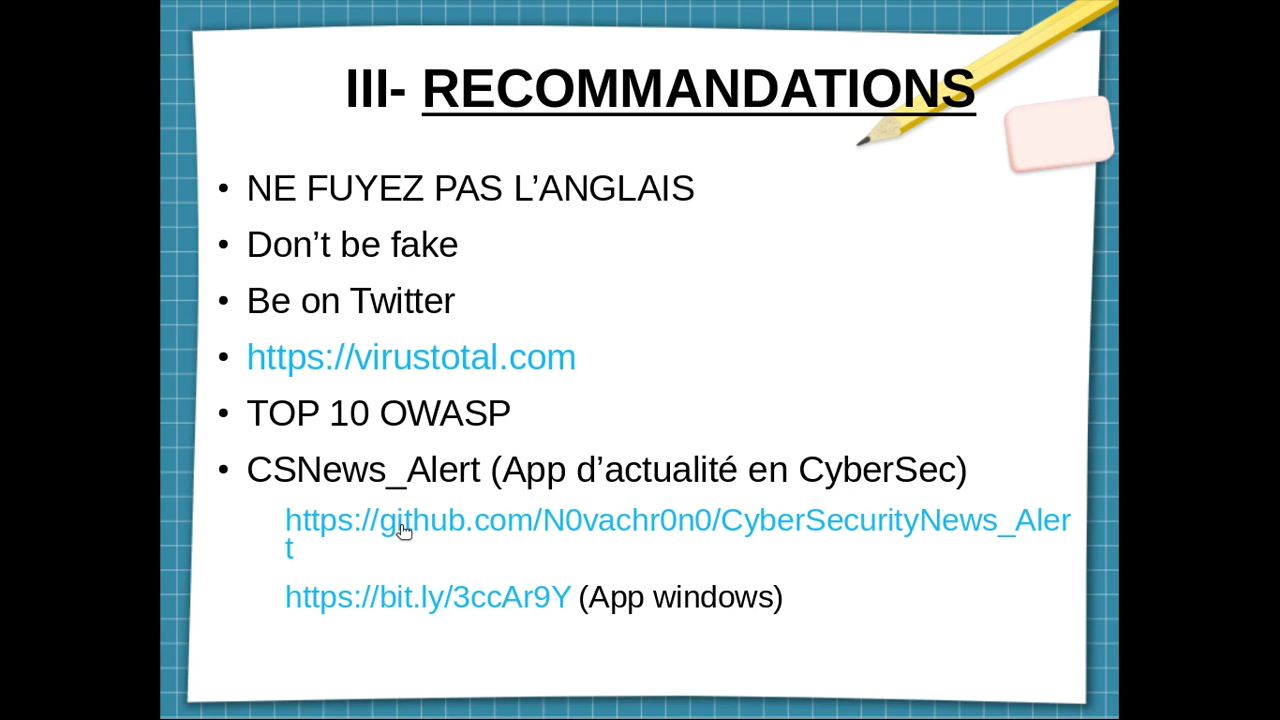 III- RECOMMANDATIONS
• NE FUYEZ PAS L’ANGLAIS
• Don’t be fake
• Be on Twitter
• https://virustotal.com
• TOP 10 OWASP
• CSNews_Alert (App d’actualité en CyberSec)
https://github.com/N0vachr0n0/CyberSecurityNews_Aler
t
https://bit.ly/3ccAr9Y (App windows)